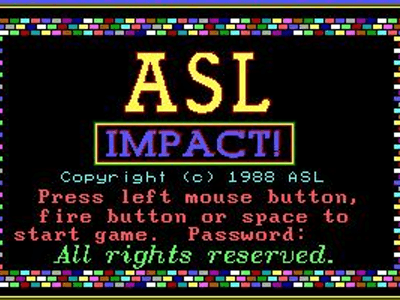 ASL
IMPACT!
Copyright (c) 1988 ASL
Press left mouse button,
fire button or space to
start game. Password:
All rights reserved.